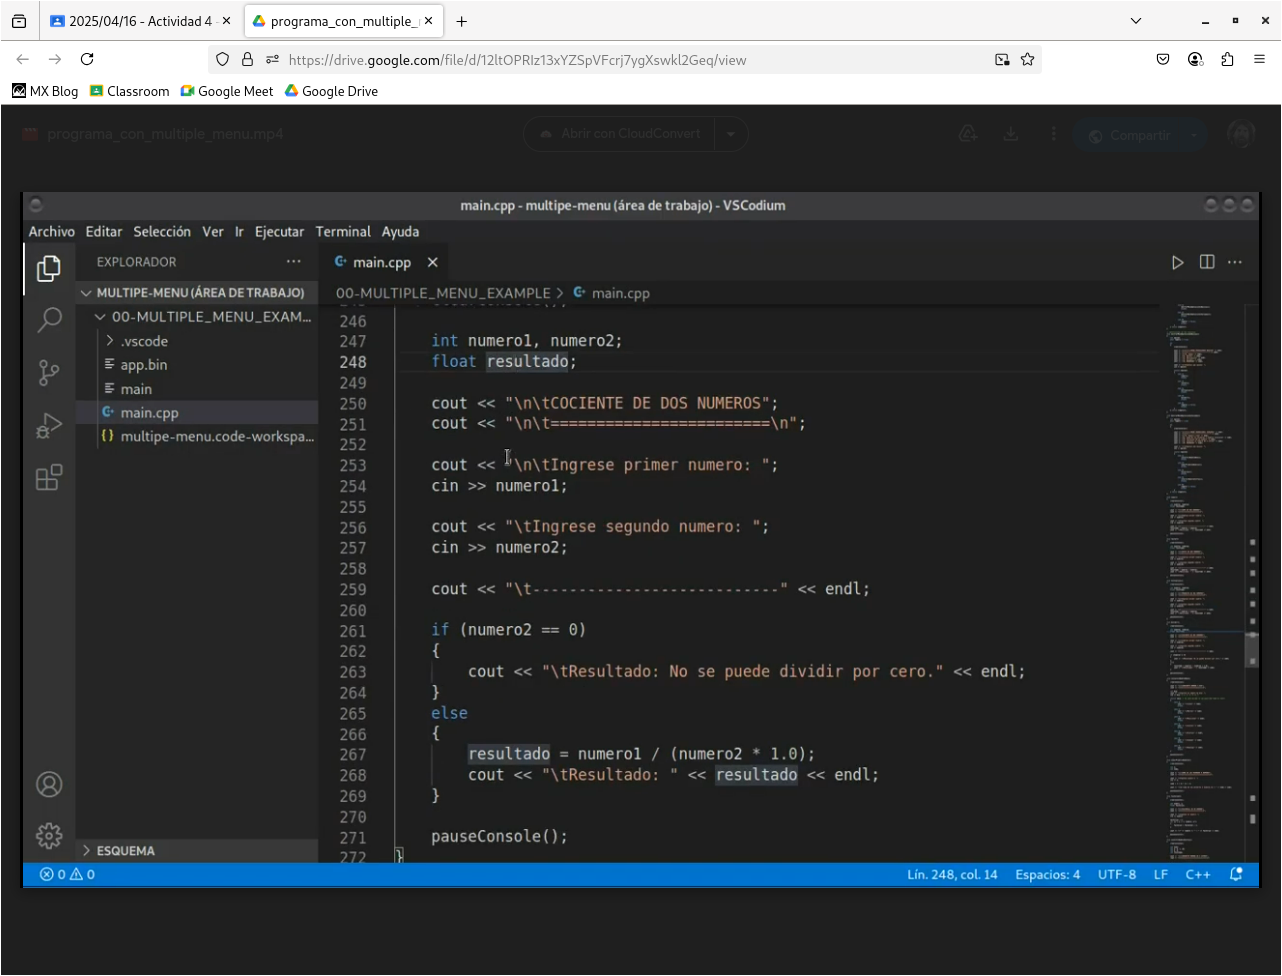 2025/04/16 - Actividad 4 -
programa_con_multiple_
https://drive.google.com/file/d/12ltOPRIz13xYZSpVFcrj7ygXswkl2Geq/view
MX Blog Classroom Google Meet Google Drive
programa_con_multiple_menu.mp4
Abrir con CloudConvert
Compartir
main.cpp - multipe-menu (área de trabajo) - VSCodium
Archivo Editar Selección Ver Ir Ejecutar Terminal Ayuda
EXPLORADOR
main.cpp
MULTIPE-MENU (ÁREA DE TRABAJO)
00-MULTIPLE_MENU_EXAMPLE > main.cpp
00-MULTIPLE_MENU_EXAM...
.vscode
app.bin
main
main.cpp
multipe-menu.code-workspa...
ESQUEMA
246
247 int numero1, numero2;
248 float resultado;
249
250 cout << "\n\tCOCIENTE DE DOS NUMEROS";
251 cout << "\n\t========================\n";
252
253 cout << "\n\tIngrese primer numero: ";
254 cin >> numero1;
255
256 cout << "\tIngrese segundo numero: ";
257 cin >> numero2;
258
259 cout << "\t---------------------------" << endl;
260
261 if (numero2 == 0)
262 {
263 cout << "\tResultado: No se puede dividir por cero." << endl;
264 }
265 else
266 {
267 resultado = numero1 / (numero2 * 1.0);
268 cout << "\tResultado: " << resultado << endl;
269 }
270
271 pauseConsole();
272 }
0 0
Lín. 248, col. 14 Espacios: 4 UTF-8 LF C++